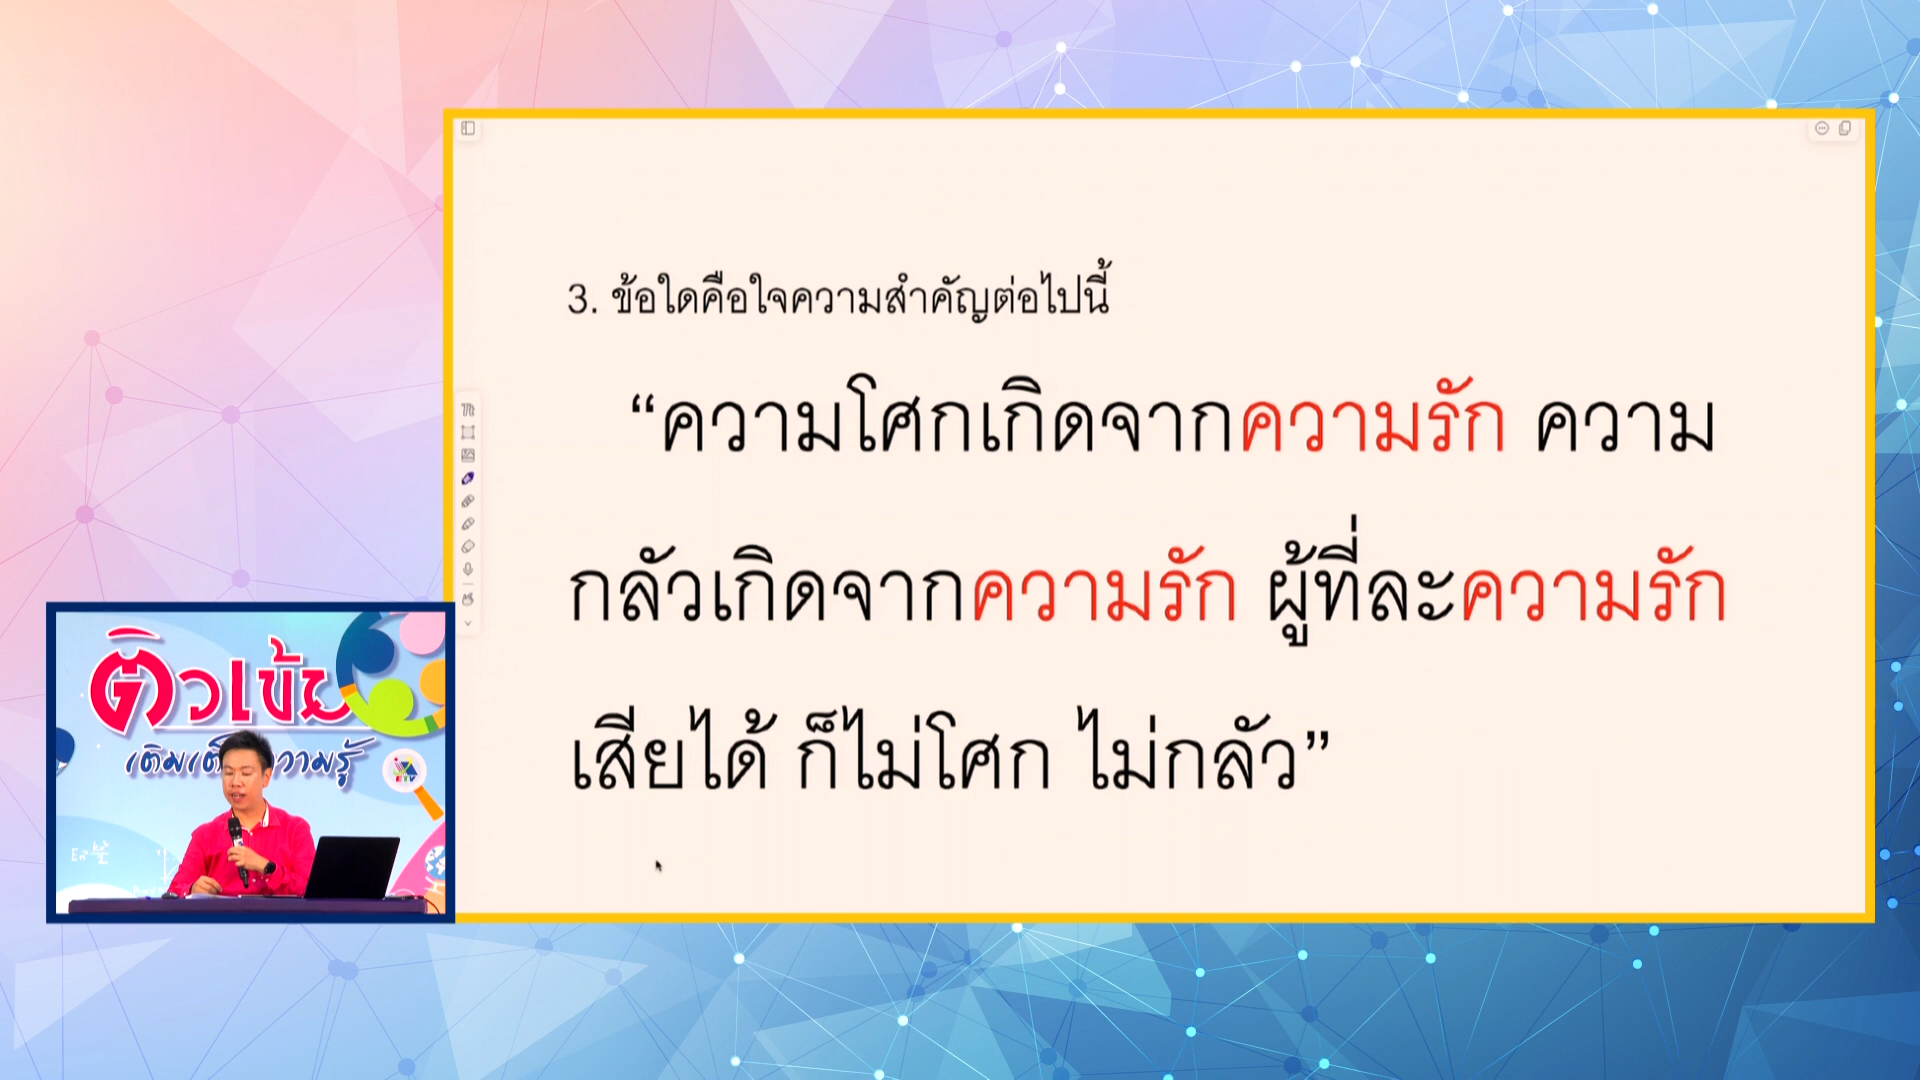 3. ข้อใดคือใจความสำคัญต่อไปนี้
“ความโศกเกิดจากความรัก ความ
กลัวเกิดจากความรัก ผู้ที่ละความรัก
เสียได้ ก็ไม่โศก ไม่กลัว”
ติวเข้ม
ETV